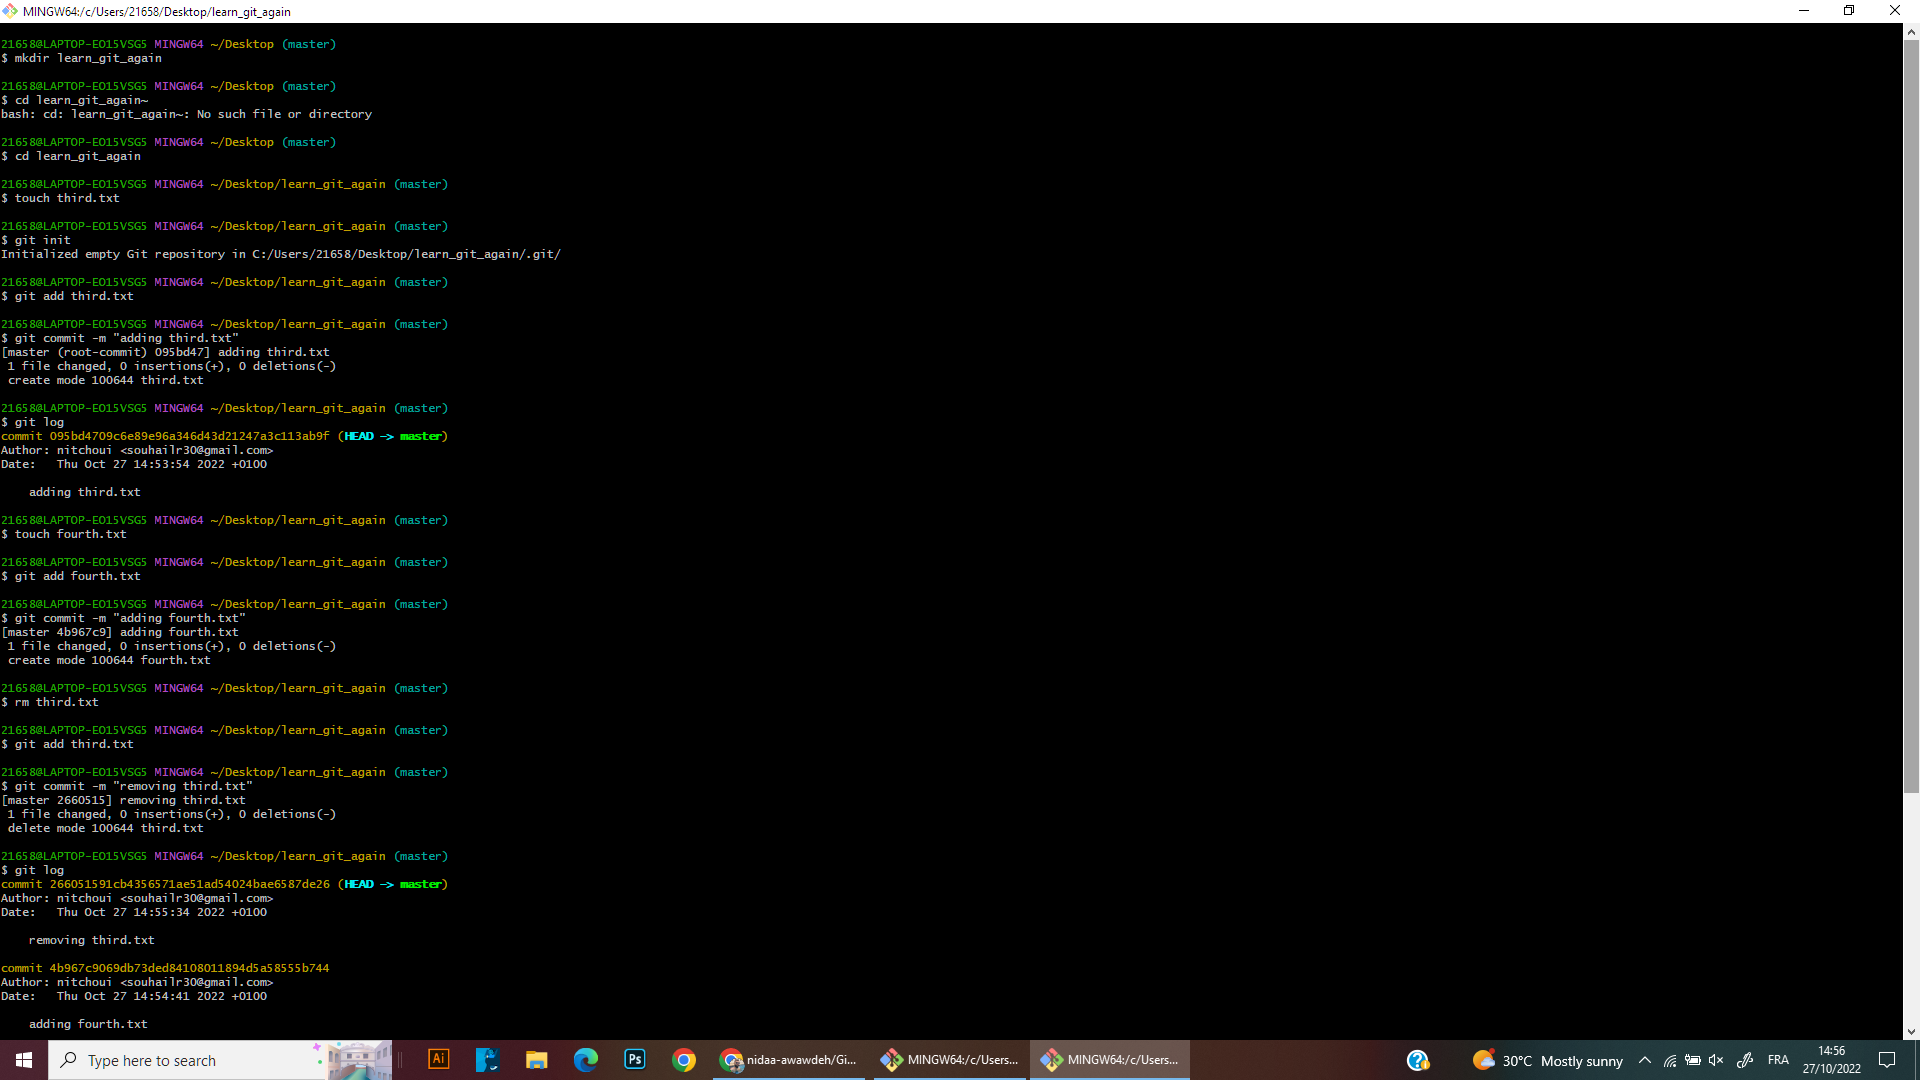 MINGW64:/c/Users/21658/Desktop/learn_git_again
21658@LAPTOP-EO15VSG5 MINGW64 ~/Desktop (master)
$ mkdir learn_git_again
21658@LAPTOP-EO15VSG5 MINGW64 ~/Desktop (master)
$ cd learn_git_again~
bash: cd: learn_git_again~: No such file or directory
21658@LAPTOP-EO15VSG5 MINGW64 ~/Desktop (master)
$ cd learn_git_again
21658@LAPTOP-EO15VSG5 MINGW64 ~/Desktop/learn_git_again (master)
$ touch third.txt
21658@LAPTOP-EO15VSG5 MINGW64 ~/Desktop/learn_git_again (master)
$ git init
Initialized empty Git repository in C:/Users/21658/Desktop/learn_git_again/.git/
21658@LAPTOP-EO15VSG5 MINGW64 ~/Desktop/learn_git_again (master)
$ git add third.txt
21658@LAPTOP-EO15VSG5 MINGW64 ~/Desktop/learn_git_again (master)
$ git commit -m "adding third.txt"
[master (root-commit) 095bd47] adding third.txt
1 file changed, 0 insertions(+), 0 deletions(-)
create mode 100644 third.txt
21658@LAPTOP-EO15VSG5 MINGW64 ~/Desktop/learn_git_again (master)
$ git log
commit 095bd4709c6e89e96a346d43d21247a3c113ab9f (HEAD -> master)
Author: nitchoui <souhailr30@gmail.com>
Date:   Thu Oct 27 14:53:54 2022 +0100
adding third.txt
21658@LAPTOP-EO15VSG5 MINGW64 ~/Desktop/learn_git_again (master)
$ touch fourth.txt
21658@LAPTOP-EO15VSG5 MINGW64 ~/Desktop/learn_git_again (master)
$ git add fourth.txt
21658@LAPTOP-EO15VSG5 MINGW64 ~/Desktop/learn_git_again (master)
$ git commit -m "adding fourth.txt"
[master 4b967c9] adding fourth.txt
1 file changed, 0 insertions(+), 0 deletions(-)
create mode 100644 fourth.txt
21658@LAPTOP-EO15VSG5 MINGW64 ~/Desktop/learn_git_again (master)
$ rm third.txt
21658@LAPTOP-EO15VSG5 MINGW64 ~/Desktop/learn_git_again (master)
$ git add third.txt
21658@LAPTOP-EO15VSG5 MINGW64 ~/Desktop/learn_git_again (master)
$ git commit -m "removing third.txt"
[master 2660515] removing third.txt
1 file changed, 0 insertions(+), 0 deletions(-)
delete mode 100644 third.txt
21658@LAPTOP-EO15VSG5 MINGW64 ~/Desktop/learn_git_again (master)
$ git log
commit 266051591cb4356571ae51ad54024bae6587de26 (HEAD -> master)
Author: nitchoui <souhailr30@gmail.com>
Date:   Thu Oct 27 14:55:34 2022 +0100
removing third.txt
commit 4b967c9069db73ded84108011894d5a58555b744
Author: nitchoui <souhailr30@gmail.com>
Date:   Thu Oct 27 14:54:41 2022 +0100
adding fourth.txt
Type here to search
Ai
Ps
nidaa-awawdeh/Gi...
MINGW64:/c/Users...
MINGW64:/c/Users...
30°C Mostly sunny
FRA
14:56
27/10/2022